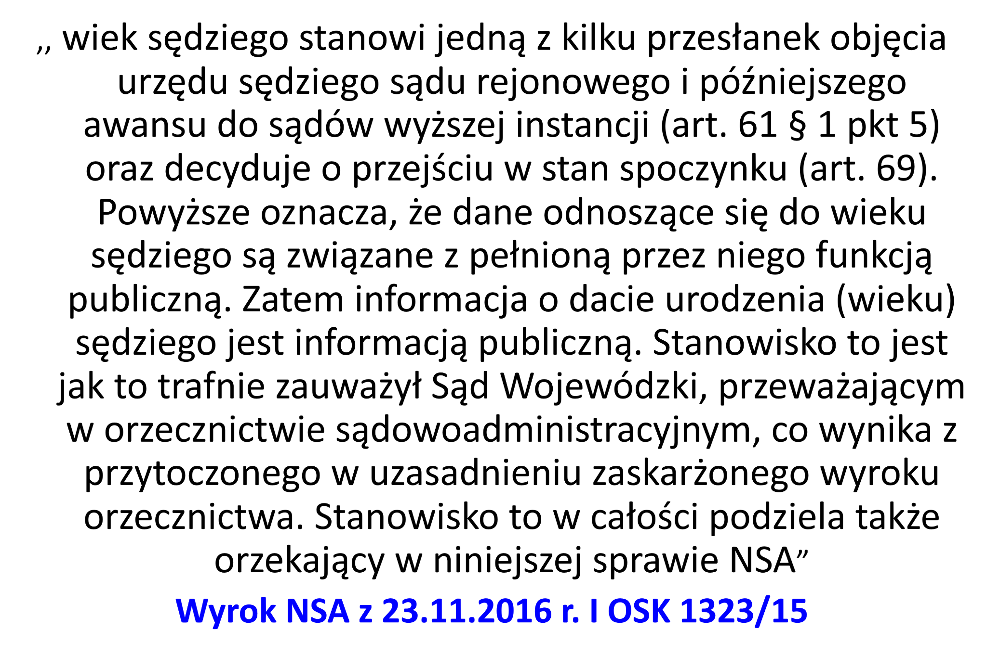 ,, wiek sędziego stanowi jedną z kilku przesłanek objęcia
urzędu sędziego sądu rejonowego i późniejszego
awansu do sądów wyższej instancji (art. 61 § 1 pkt 5)
oraz decyduje o przejściu w stan spoczynku (art. 69).
Powyższe oznacza, że dane odnoszące się do wieku
sędziego są związane z pełnioną przez niego funkcją
publiczną. Zatem informacja o dacie urodzenia (wieku)
sędziego jest informacją publiczną. Stanowisko to jest
jak to trafnie zauważył Sąd Wojewódzki, przeważającym
w orzecznictwie sądowoadministracyjnym, co wynika z
przytoczonego w uzasadnieniu zaskarżonego wyroku
orzecznictwa. Stanowisko to w całości podziela także
orzekający w niniejszej sprawie NSA”
Wyrok NSA z 23.11.2016 r. I OSK 1323/15